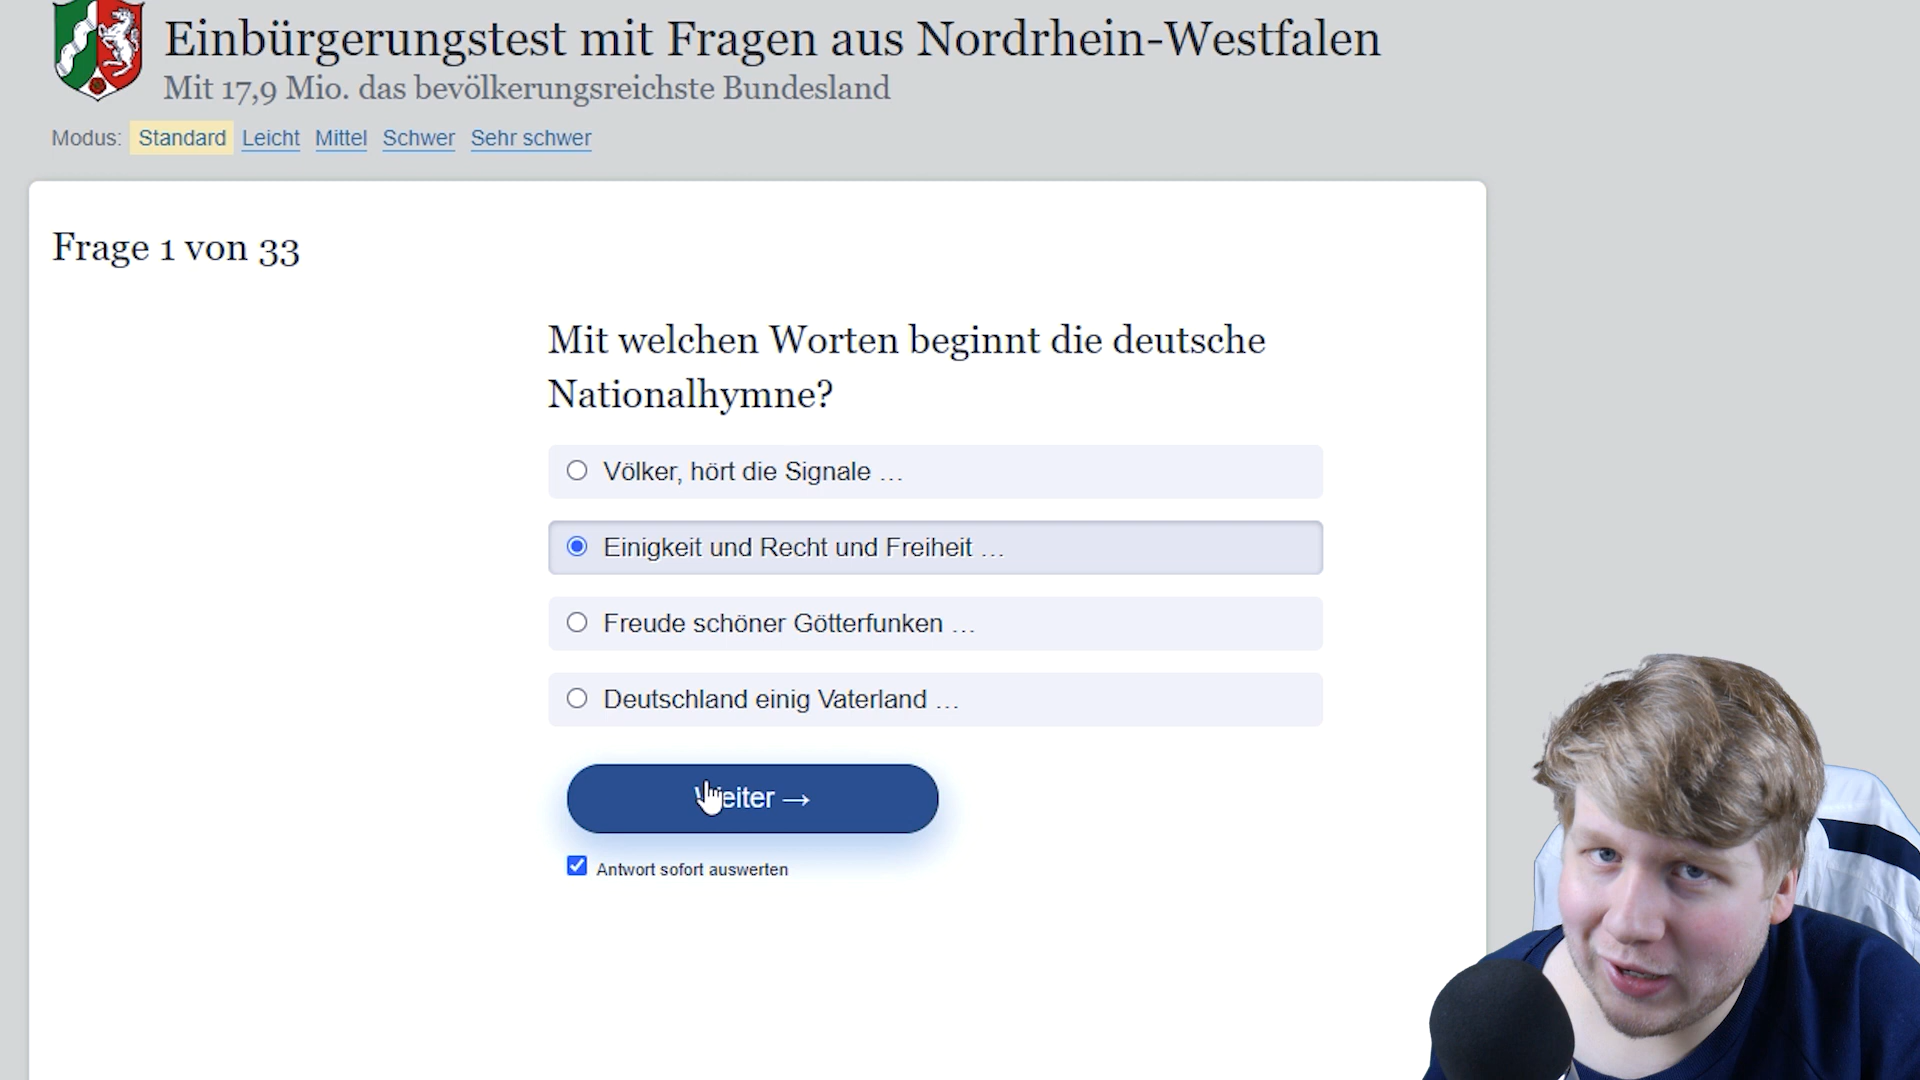 Einbürgerungstest mit Fragen aus Nordrhein-Westfalen
Mit 17,9 Mio. das bevölkerungsreichste Bundesland
Modus: Standard Leicht Mittel Schwer Sehr schwer
Frage 1 von 33
Mit welchen Worten beginnt die deutsche
Nationalhymne?
Völker, hört die Signale …
Einigkeit und Recht und Freiheit …
Freude schöner Götterfunken …
Deutschland einig Vaterland …
Weiter →
Antwort sofort auswerten